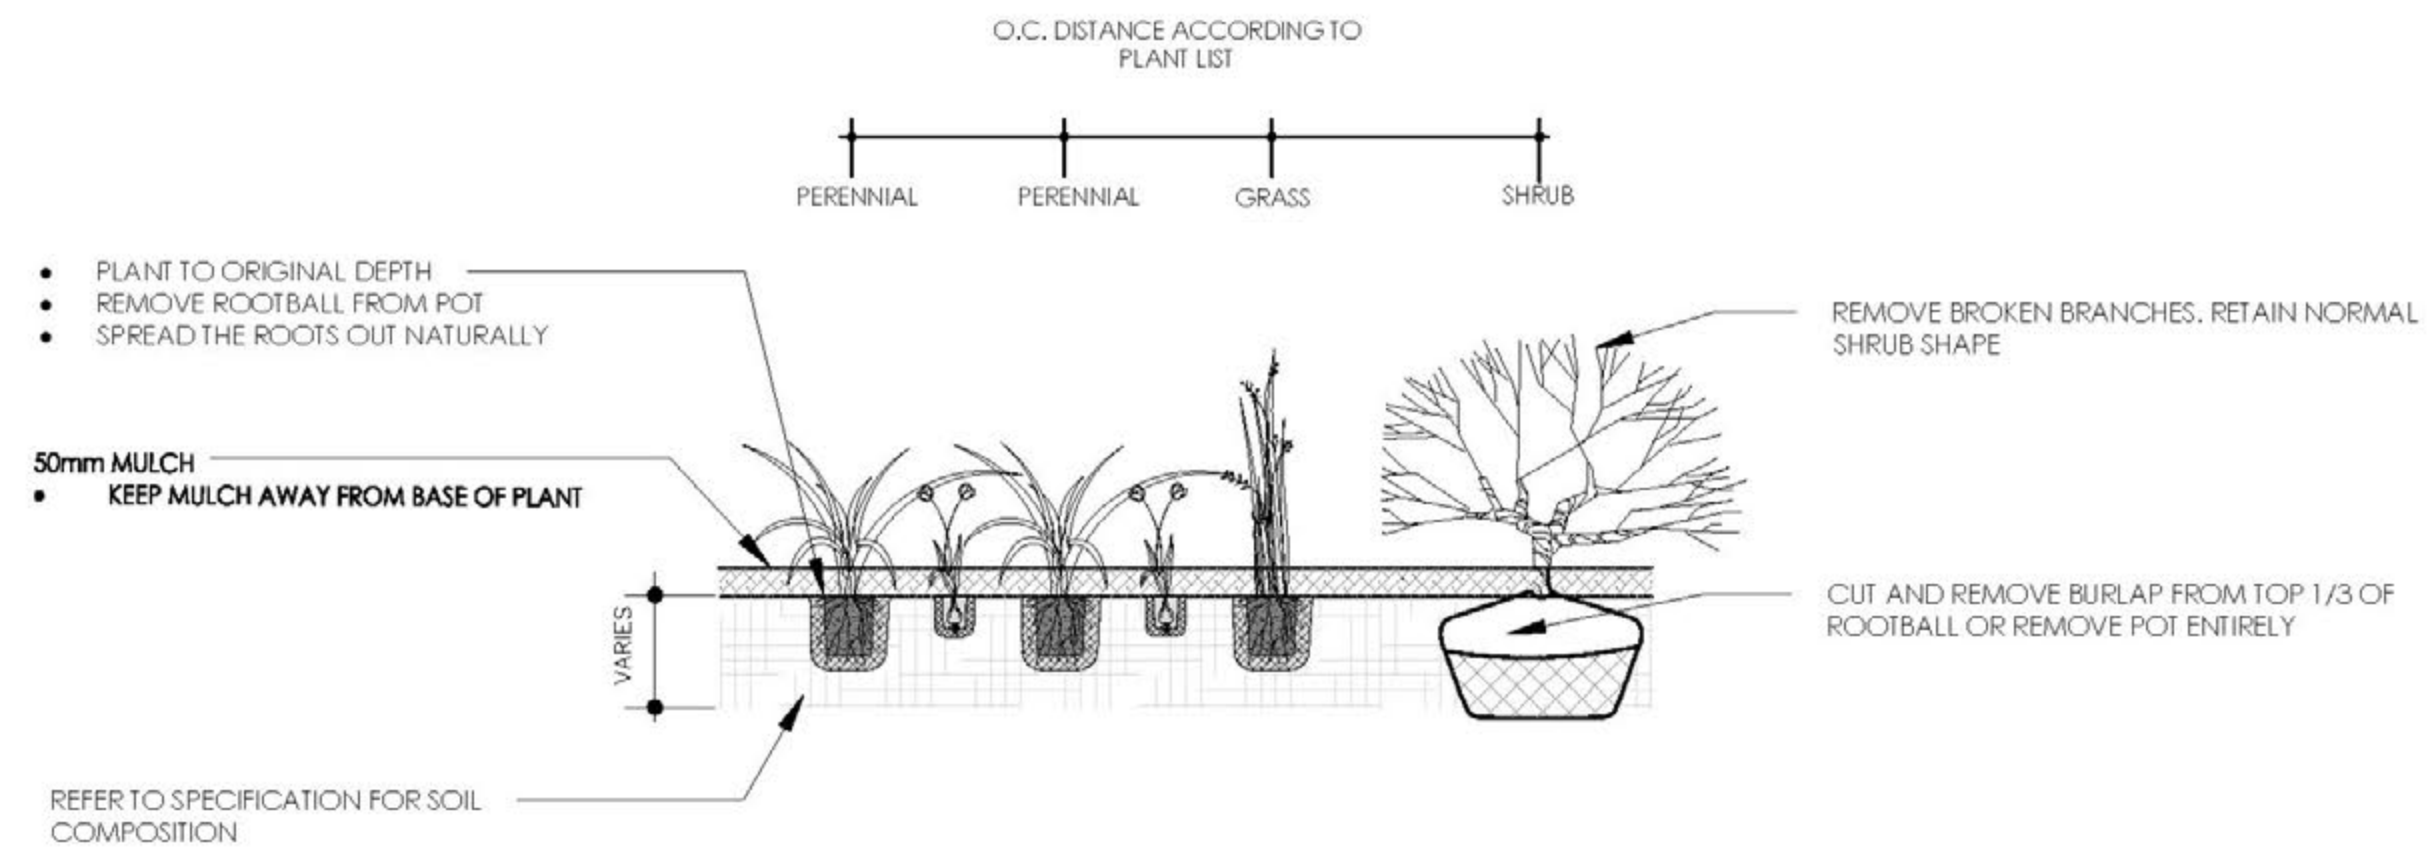 O.C. DISTANCE ACCORDING TO
PLANT LIST
PERENNIAL
PERENNIAL
GRASS
SHRUB
• PLANT TO ORIGINAL DEPTH
• REMOVE ROOTBALL FROM POT
• SPREAD THE ROOTS OUT NATURALLY
50mm MULCH
• KEEP MULCH AWAY FROM BASE OF PLANT
VARIES
REFER TO SPECIFICATION FOR SOIL
COMPOSITION
REMOVE BROKEN BRANCHES. RETAIN NORMAL
SHRUB SHAPE
CUT AND REMOVE BURLAP FROM TOP 1/3 OF
ROOTBALL OR REMOVE POT ENTIRELY